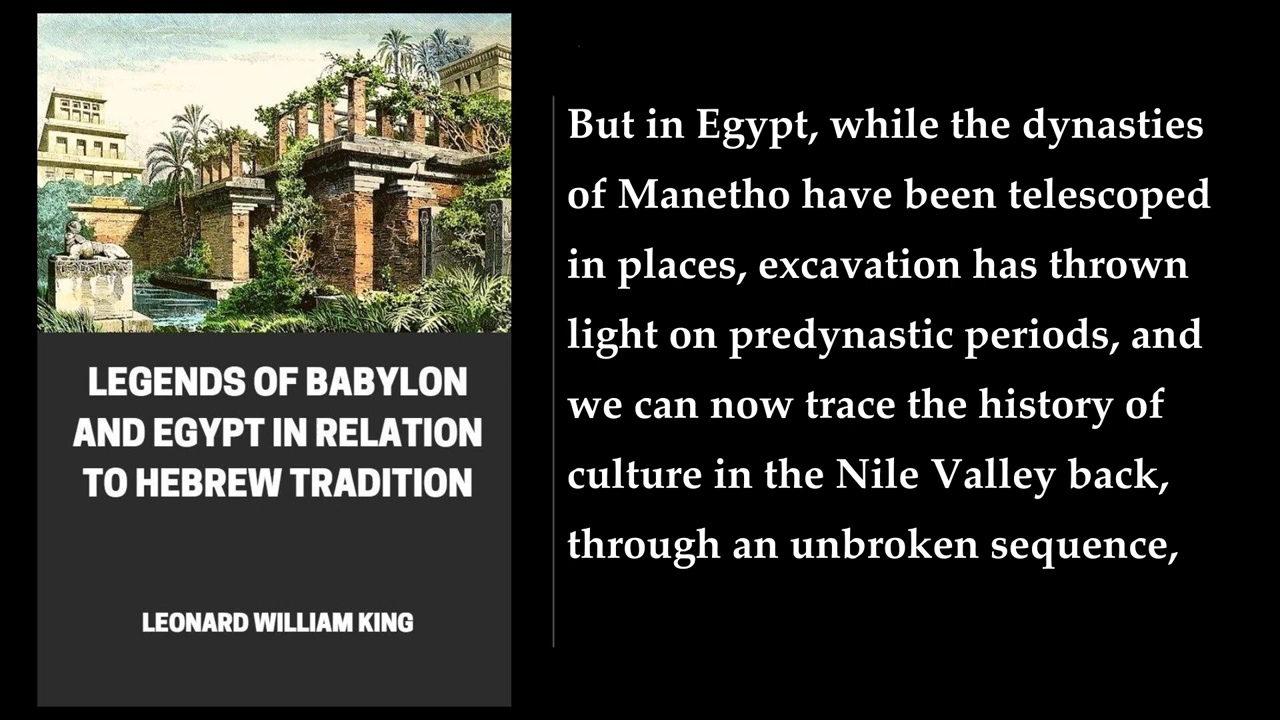 LEGENDS OF BABYLON
AND EGYPT IN RELATION
TO HEBREW TRADITION
LEONARD WILLIAM KING
But in Egypt, while the dynasties
of Manetho have been telescoped
in places, excavation has thrown
light on predynastic periods, and
we can now trace the history of
culture in the Nile Valley back,
through an unbroken sequence,